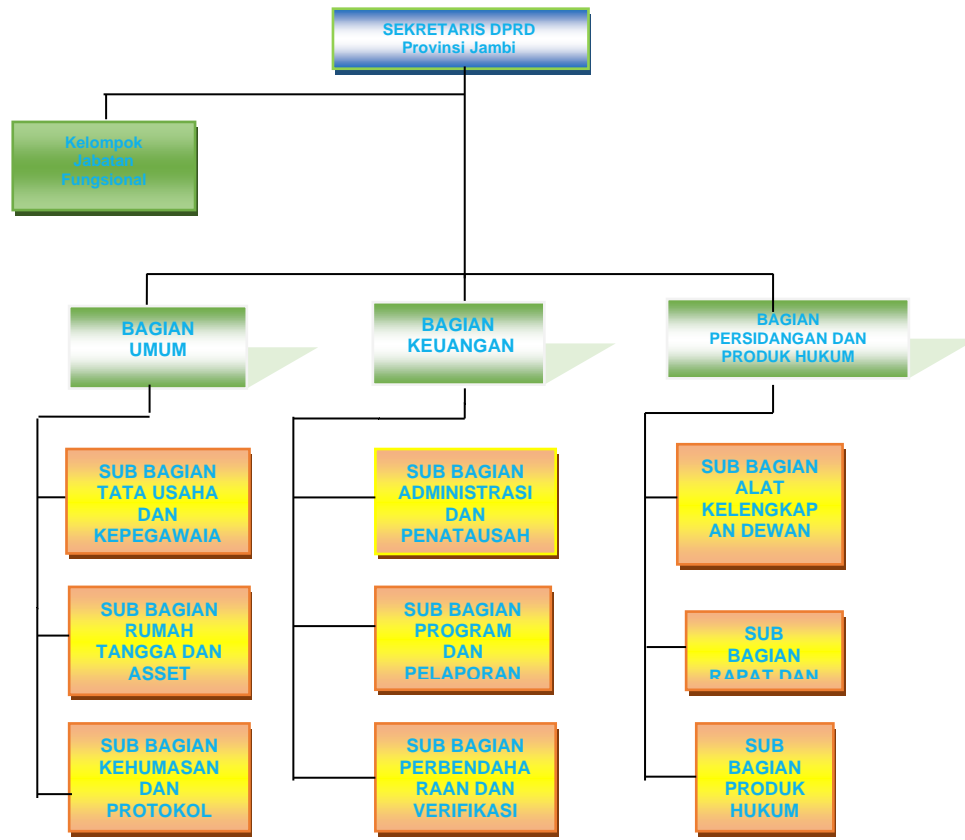 SEKRETARIS DPRD
Provinsi Jambi
Kelompok
Jabatan
Fungsional
BAGIAN
UMUM
BAGIAN
KEUANGAN
BAGIAN
PERSIDANGAN DAN
PRODUK HUKUM
SUB BAGIAN
TATA USAHA
DAN
KEPEGAWAIA
SUB BAGIAN
ADMINISTRASI
DAN
PENATAUSAH
SUB BAGIAN
ALAT
KELENGKAP
AN DEWAN
SUB BAGIAN
RUMAH
TANGGA DAN
ASSET
SUB BAGIAN
PROGRAM
DAN
PELAPORAN
SUB
BAGIAN
RAPAT DAN
SUB BAGIAN
KEHUMASAN
DAN
PROTOKOL
SUB BAGIAN
PERBENDAHA
RAAN DAN
VERIFIKASI
SUB
BAGIAN
PRODUK
HUKUM